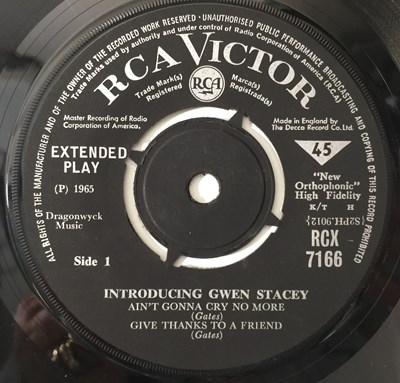 ALL RIGHTS OF THE MANUFACTURER AND OF THE OWNER OF THE RECORDED WORK RESERVED · UNAUTHORISED PUBLIC PERFORMANCE BROADCASTING AND COPYING OF THIS RECORD PROHIBITED
Trade Marks used by authority and under control of Radio Corporation of America (RCA)
RCA VICTOR
Trade Mark(s)
Registered
RCA
Marca(s)
Registrada(s)
Master Recording of Radio
Corporation of America.
Made in England by
The Decca Record Co. Ltd.
EXTENDED
PLAY
45
(P) 1965
"New
Orthophonic"
High Fidelity
K/T H
Dragonwyck
Music
{SZPH.9012}
RCX
7166
Side 1
INTRODUCING GWEN STACEY
AIN'T GONNA CRY NO MORE
(Gates)
GIVE THANKS TO A FRIEND
(Gates)